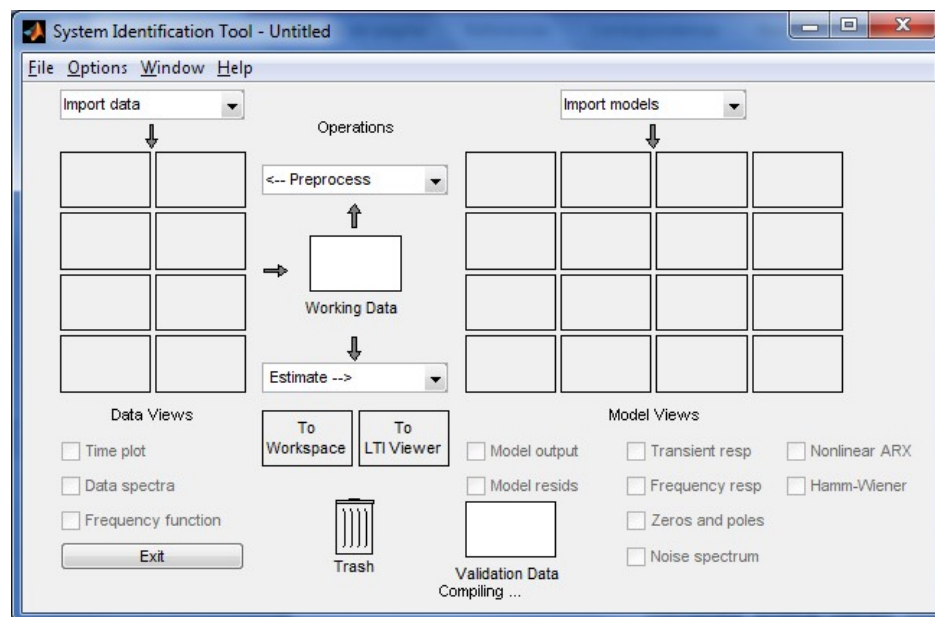 System Identification Tool - Untitled
File Options Window Help
Import data
Import models
Operations
<-- Preprocess
Working Data
Estimate -->
Data Views
Model Views
To Workspace
To LTI Viewer
Time plot
Model output
Transient resp
Nonlinear ARX
Data spectra
Model resids
Frequency resp
Hamm-Wiener
Frequency function
Zeros and poles
Exit
Trash
Noise spectrum
Validation Data
Compiling ...